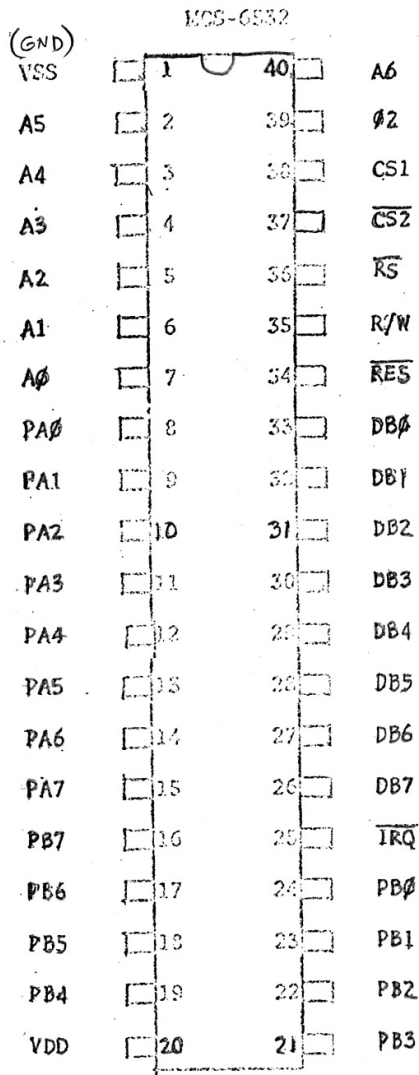 MCS-6532
(GND)
VSS 1 40 A6
A5 2 39 Ø2
A4 3 38 CS1
A3 4 37 C̅S̅2̅
A2 5 36 R̅S̅
A1 6 35 R/W
AØ 7 34 R̅E̅S̅
PAØ 8 33 DBØ
PA1 9 32 DB1
PA2 10 31 DB2
PA3 11 30 DB3
PA4 12 29 DB4
PA5 13 28 DB5
PA6 14 27 DB6
PA7 15 26 DB7
PB7 16 25 I̅R̅Q̅
PB6 17 24 PBØ
PB5 18 23 PB1
PB4 19 22 PB2
VDD 20 21 PB3